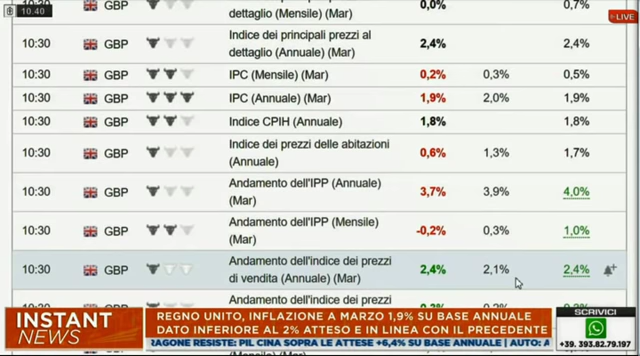 10.40
LIVE
10:30 GBP
dettaglio (Mensile) (Mar) 0,0% 0,7%
10:30 GBP Indice dei principali prezzi al
dettaglio (Annuale) (Mar) 2,4% 2,4%
10:30 GBP IPC (Mensile) (Mar) 0,2% 0,3% 0,5%
10:30 GBP IPC (Annuale) (Mar) 1,9% 2,0% 1,9%
10:30 GBP Indice CPIH (Annuale) 1,8% 1,8%
10:30 GBP Indice dei prezzi delle abitazioni
(Annuale) 0,6% 1,3% 1,7%
10:30 GBP Andamento dell'IPP (Annuale)
(Mar) 3,7% 3,9% 4,0%
10:30 GBP Andamento dell'IPP (Mensile)
(Mar) -0,2% 0,3% 1,0%
10:30 GBP Andamento dell'indice dei prezzi
di vendita (Annuale) (Mar) 2,4% 2,1% 2,4%
Andamento dell'indice dei prezzi
INSTANT
NEWS
REGNO UNITO, INFLAZIONE A MARZO 1,9% SU BASE ANNUALE
DATO INFERIORE AL 2% ATTESO E IN LINEA CON IL PRECEDENTE
RAGONE RESISTE: PIL CINA SOPRA LE ATTESE +6,4% SU BASE ANNUALE | AUTO: A
SCRIVICI
+39. 393.82.79.197